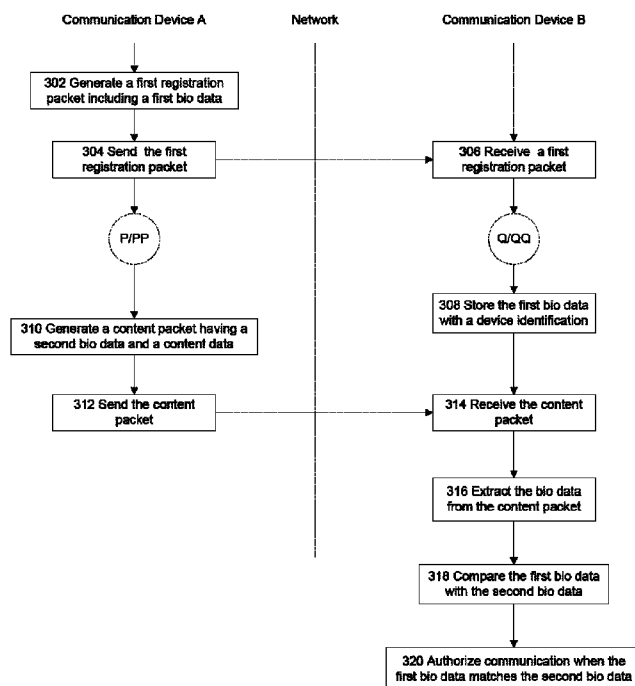 Communication Device A
Network
Communication Device B
302 Generate a first registration
packet including a first bio data
304 Send the first
registration packet
306 Receive a first
registration packet
P/PP
Q/QQ
308 Store the first bio data
with a device identification
310 Generate a content packet having a
second bio data and a content data
312 Send the content
packet
314 Receive the content
packet
316 Extract the bio data
from the content packet
318 Compare the first bio data
with the second bio data
320 Authorize communication when the
first bio data matches the second bio data